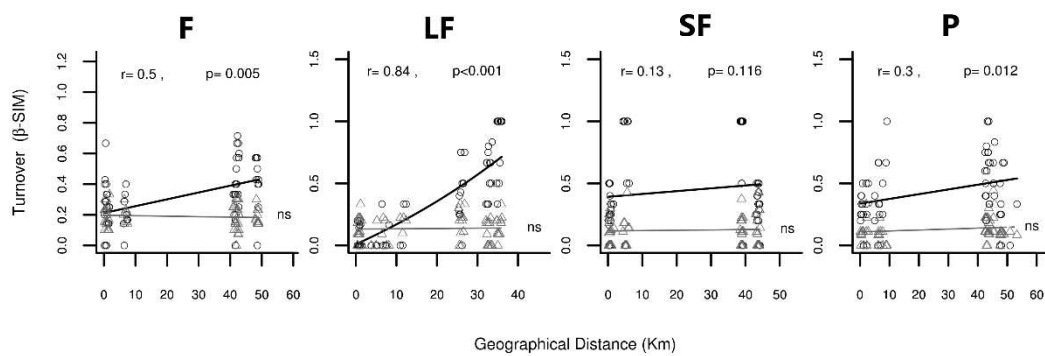 F LF SF P
r= 0.5 , p= 0.005 r= 0.84 , p<0.001 r= 0.13 , p= 0.116 r= 0.3 , p= 0.012
Turnover (β-SIM)
0.0 0.2 0.4 0.6 0.8 1.0 1.2
0.0 0.5 1.0 1.5
0.0 0.5 1.0 1.5
0.0 0.5 1.0 1.5
ns ns ns ns
0 10 20 30 40 50 60 0 10 20 30 40 0 10 20 30 40 50 0 10 20 30 40 50 60
Geographical Distance (Km)